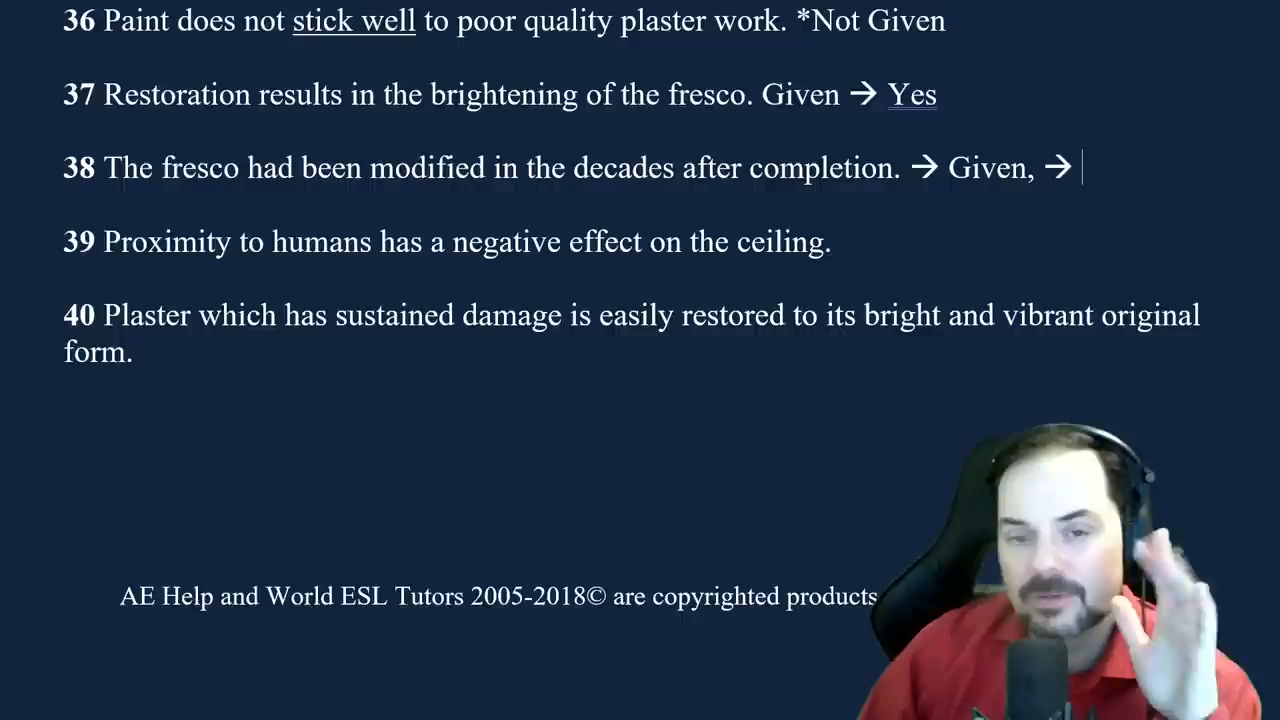 36 Paint does not stick well to poor quality plaster work. *Not Given
37 Restoration results in the brightening of the fresco. Given → Yes
38 The fresco had been modified in the decades after completion. → Given, →
39 Proximity to humans has a negative effect on the ceiling.
40 Plaster which has sustained damage is easily restored to its bright and vibrant original
form.
AE Help and World ESL Tutors 2005-2018© are copyrighted products